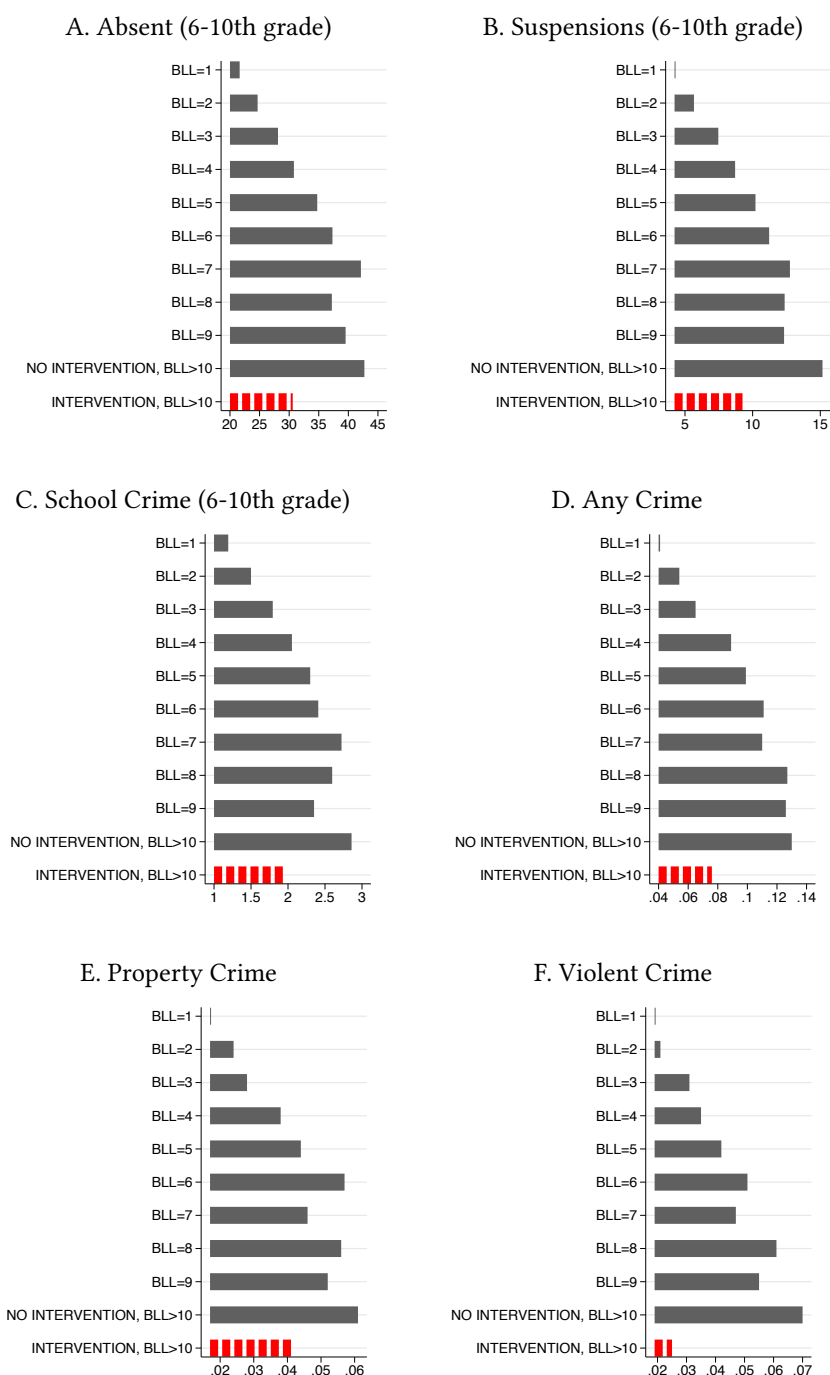 A. Absent (6-10th grade)
BLL=1
BLL=2
BLL=3
BLL=4
BLL=5
BLL=6
BLL=7
BLL=8
BLL=9
NO INTERVENTION, BLL>10
INTERVENTION, BLL>10
20 25 30 35 40 45
B. Suspensions (6-10th grade)
BLL=1
BLL=2
BLL=3
BLL=4
BLL=5
BLL=6
BLL=7
BLL=8
BLL=9
NO INTERVENTION, BLL>10
INTERVENTION, BLL>10
5 10 15
C. School Crime (6-10th grade)
BLL=1
BLL=2
BLL=3
BLL=4
BLL=5
BLL=6
BLL=7
BLL=8
BLL=9
NO INTERVENTION, BLL>10
INTERVENTION, BLL>10
1 1.5 2 2.5 3
D. Any Crime
BLL=1
BLL=2
BLL=3
BLL=4
BLL=5
BLL=6
BLL=7
BLL=8
BLL=9
NO INTERVENTION, BLL>10
INTERVENTION, BLL>10
.04 .06 .08 .1 .12 .14
E. Property Crime
BLL=1
BLL=2
BLL=3
BLL=4
BLL=5
BLL=6
BLL=7
BLL=8
BLL=9
NO INTERVENTION, BLL>10
INTERVENTION, BLL>10
.02 .03 .04 .05 .06
F. Violent Crime
BLL=1
BLL=2
BLL=3
BLL=4
BLL=5
BLL=6
BLL=7
BLL=8
BLL=9
NO INTERVENTION, BLL>10
INTERVENTION, BLL>10
.02 .03 .04 .05 .06 .07